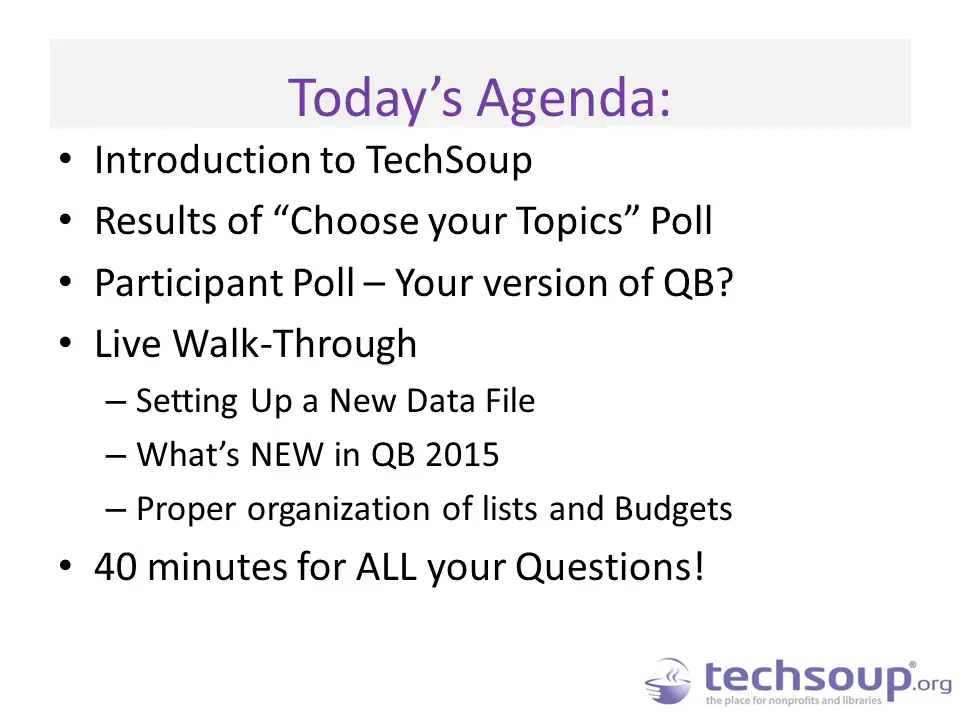 Today’s Agenda:
• Introduction to TechSoup
• Results of “Choose your Topics” Poll
• Participant Poll – Your version of QB?
• Live Walk-Through
– Setting Up a New Data File
– What’s NEW in QB 2015
– Proper organization of lists and Budgets
• 40 minutes for ALL your Questions!
techsoup®.org
the place for nonprofits and libraries